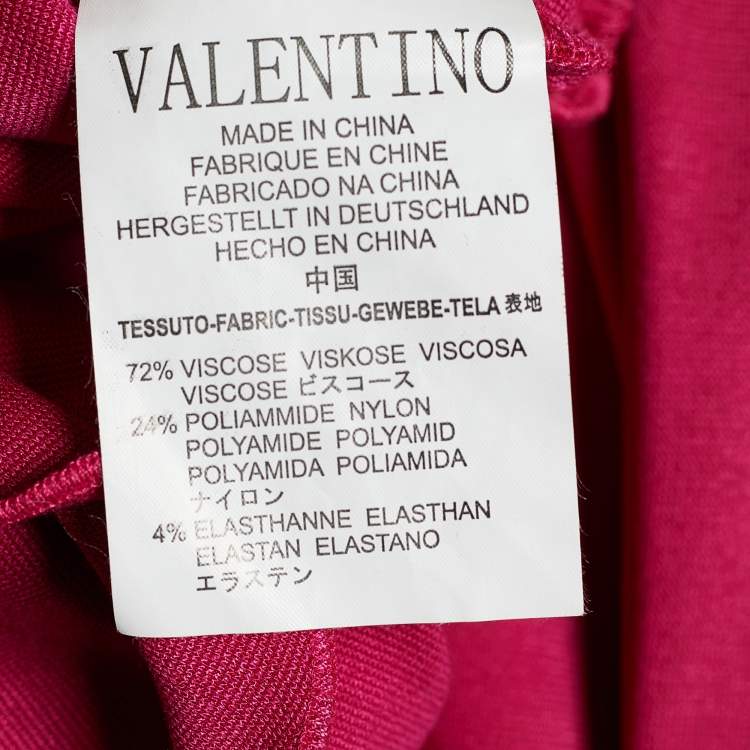 VALENTINO
MADE IN CHINA
FABRIQUE EN CHINE
FABRICADO NA CHINA
HERGESTELLT IN DEUTSCHLAND
HECHO EN CHINA
中国
TESSUTO-FABRIC-TISSU-GEWEBE-TELA 表地
72% VISCOSE VISKOSE VISCOSA
VISCOSE ビスコース
24% POLIAMMIDE NYLON
POLYAMIDE POLYAMID
POLYAMIDA POLIAMIDA
ナイロン
4% ELASTHANNE ELASTHAN
ELASTAN ELASTANO
エラステン